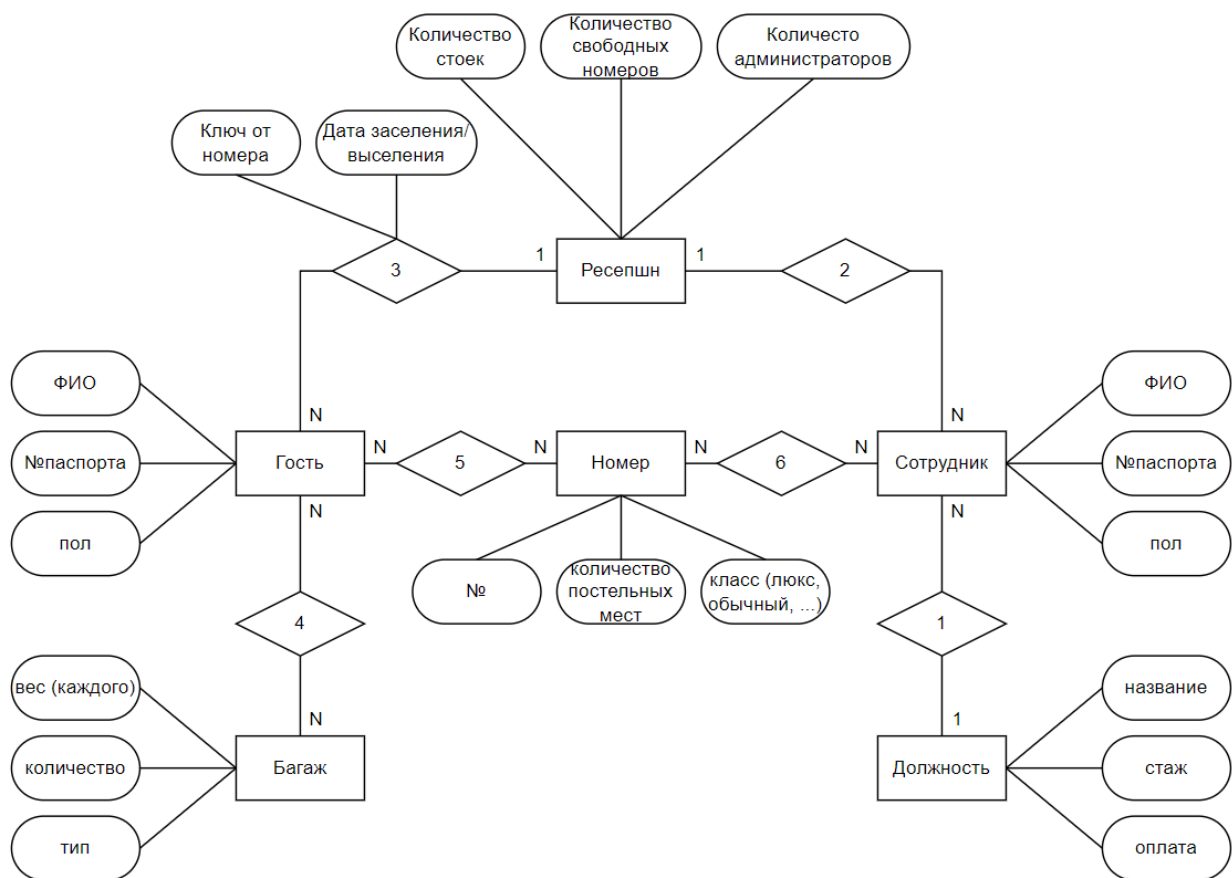 Количество
стоек
Количество
свободных
номеров
Количесто
администраторов
Ключ от
номера
Дата заселения/
выселения
3
1
Ресепшн
1
2
ФИО
N
N
ФИО
№паспорта
Гость
N
5
N
Номер
N
6
N
Сотрудник
№паспорта
пол
N
N
пол
№
количество
постельных
мест
класс (люкс,
обычный, ...)
4
1
вес (каждого)
N
1
название
количество
Багаж
Должность
стаж
тип
оплата